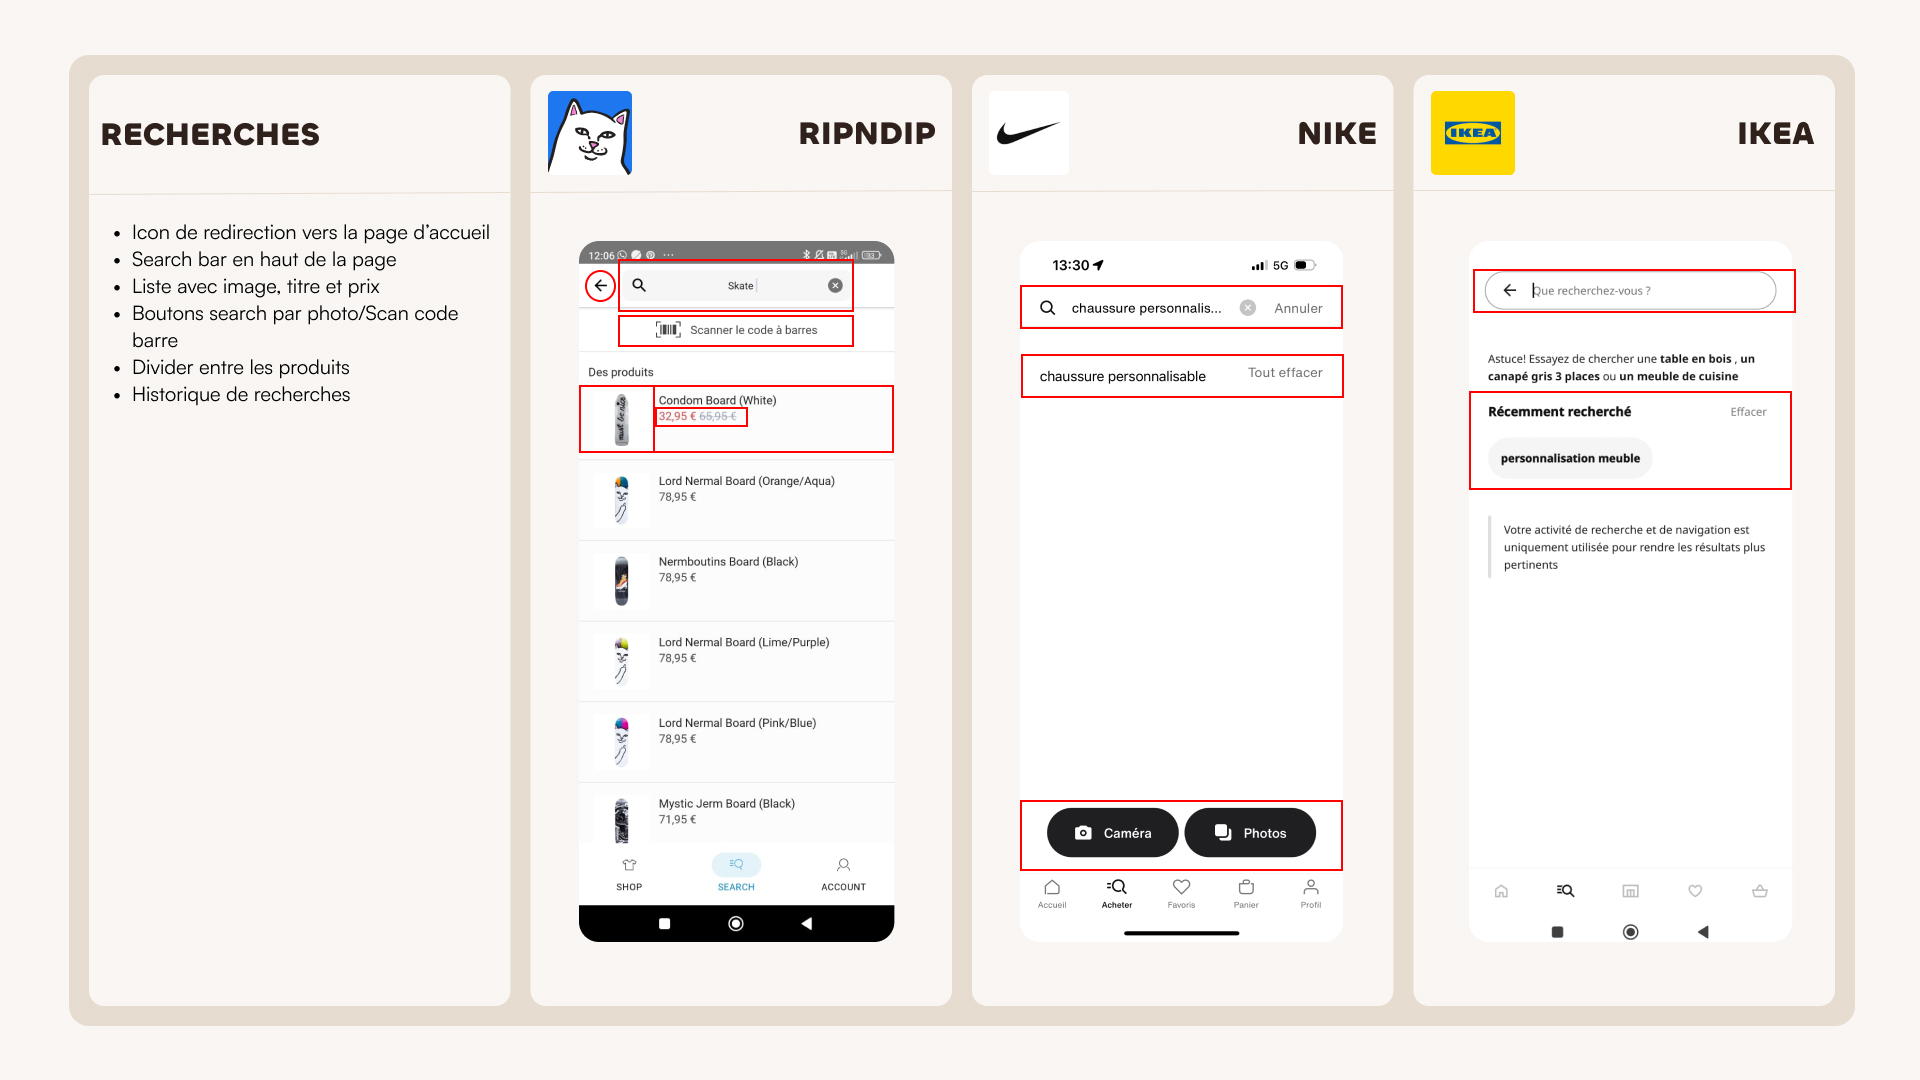 RECHERCHES
• Icon de redirection vers la page d’accueil
• Search bar en haut de la page
• Liste avec image, titre et prix
• Boutons search par photo/Scan code
barre
• Divider entre les produits
• Historique de recherches
RIPNDIP
12:06
Skate
Scanner le code à barres
Des produits
must be nice
Condom Board (White)
32,95 € 65,95 €
Lord Nermal Board (Orange/Aqua)
78,95 €
Nermboutins Board (Black)
78,95 €
Lord Nermal Board (Lime/Purple)
78,95 €
Lord Nermal Board (Pink/Blue)
78,95 €
Mystic Jerm Board (Black)
71,95 €
SHOP
SEARCH
ACCOUNT
NIKE
13:30
5G
chaussure personnalis...
Annuler
chaussure personnalisable
Tout effacer
Caméra
Photos
Accueil
Acheter
Favoris
Panier
Profil
IKEA
IKEA
Que recherchez-vous ?
Astuce! Essayez de chercher une table en bois , un
canapé gris 3 places ou un meuble de cuisine
Récemment recherché
Effacer
personnalisation meuble
Votre activité de recherche et de navigation est
uniquement utilisée pour rendre les résultats plus
pertinents